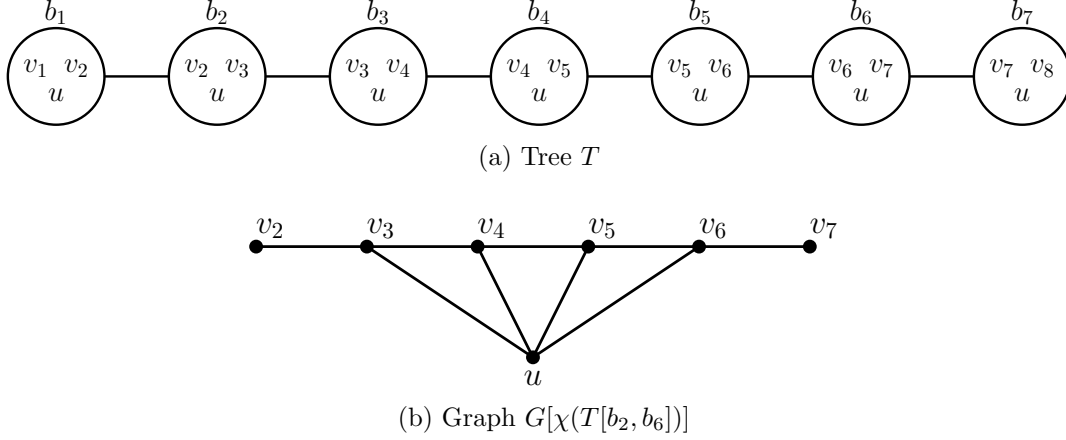 b₁ b₂ b₃ b₄ b₅ b₆ b₇
v₁ v₂ v₂ v₃ v₃ v₄ v₄ v₅ v₅ v₆ v₆ v₇ v₇ v₈
u u u u u u u
(a) Tree T
v₂ v₃ v₄ v₅ v₆ v₇
u
(b) Graph G[χ(T[b₂, b₆])]